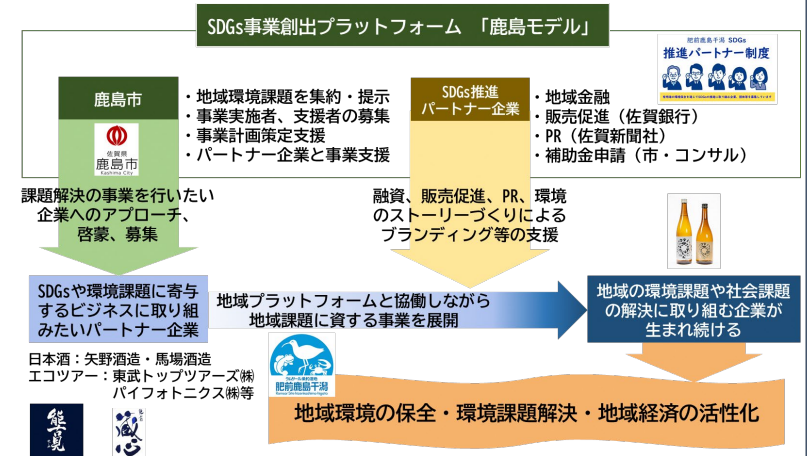 SDGs事業創出プラットフォーム 「鹿島モデル」
肥前鹿島干潟 SDGs
推進パートナー制度
鹿島市
佐賀県
鹿島市
Kashima City
・地域環境課題を集約・提示
・事業実施者、支援者の募集
・事業計画策定支援
・パートナー企業と事業支援
SDGs推進
パートナー企業
・地域金融
・販売促進（佐賀銀行）
・PR（佐賀新聞社）
・補助金申請（市・コンサル）
課題解決の事業を行いたい
企業へのアプローチ、
啓蒙、募集
融資、販売促進、PR、環境
のストーリーづくりによる
ブランディング等の支援
SDGsや環境課題に寄与
するビジネスに取り組
みたいパートナー企業
地域プラットフォームと協働しながら
地域課題に資する事業を展開
地域の環境課題や社会課題
の解決に取り組む企業が
生まれ続ける
日本酒：矢野酒造・馬場酒造
エコツアー：東武トップツアーズ㈱
パイフォトニクス㈱等
肥前鹿島干潟
地域環境の保全・環境課題解決・地域経済の活性化
蔵心